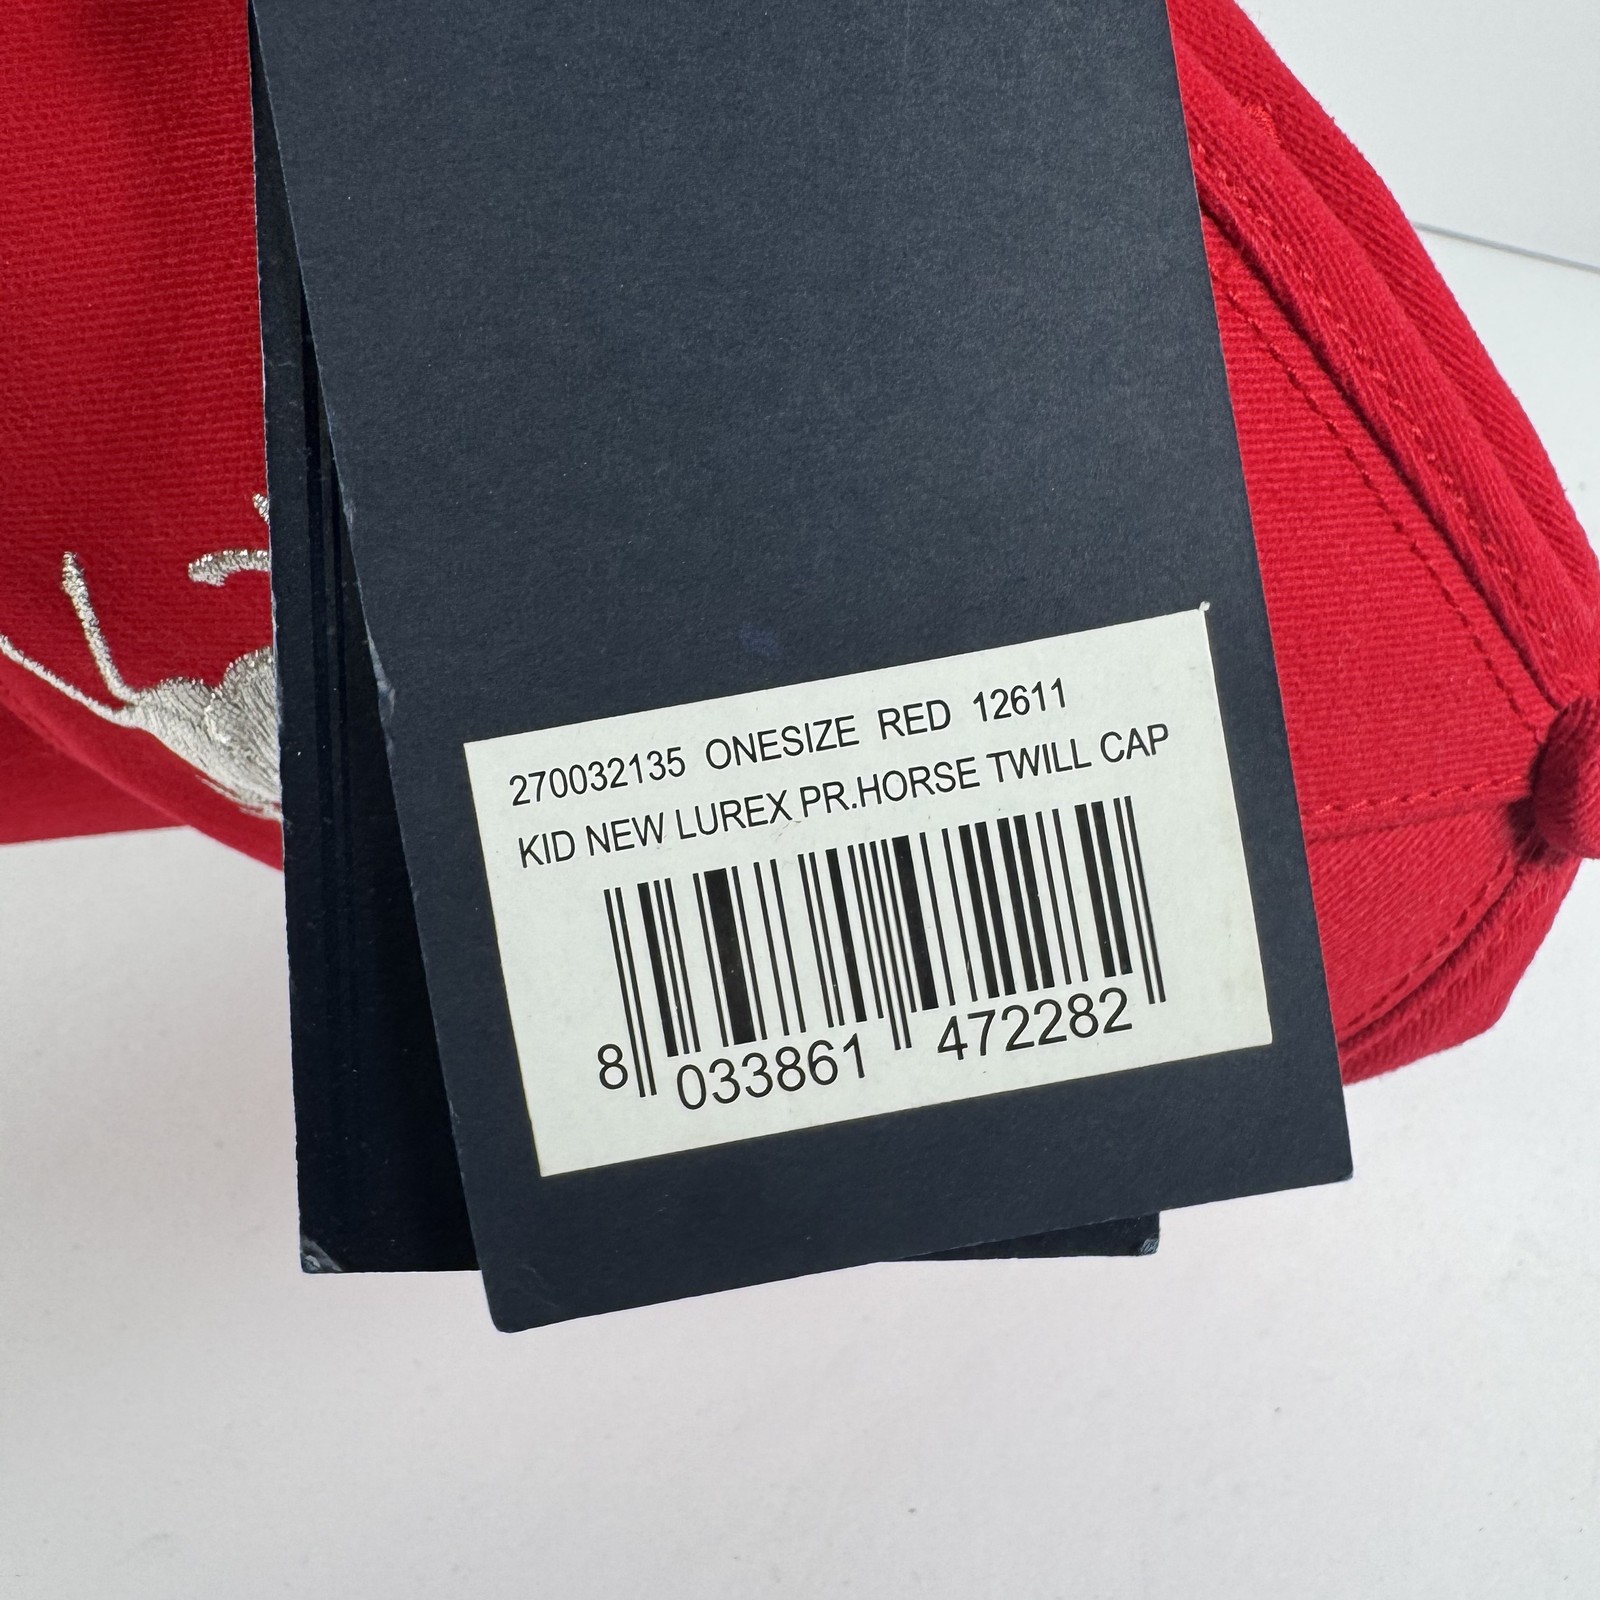 270032135 ONESIZE RED 12611
KID NEW LUREX PR.HORSE TWILL CAP
8 033861 472282